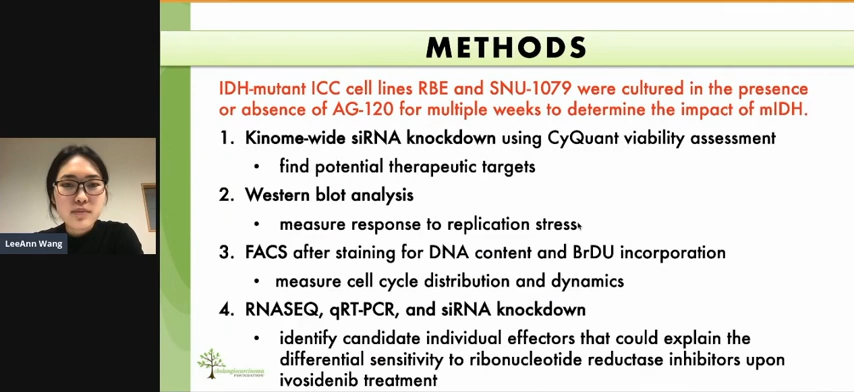 METHODS
IDH-mutant ICC cell lines RBE and SNU-1079 were cultured in the presence
or absence of AG-120 for multiple weeks to determine the impact of mIDH.
1. Kinome-wide siRNA knockdown using CyQuant viability assessment
• find potential therapeutic targets
2. Western blot analysis
• measure response to replication stress
3. FACS after staining for DNA content and BrDU incorporation
• measure cell cycle distribution and dynamics
4. RNASEQ, qRT-PCR, and siRNA knockdown
• identify candidate individual effectors that could explain the
differential sensitivity to ribonucleotide reductase inhibitors upon
ivosidenib treatment
LeeAnn Wang
cholangiocarcinoma